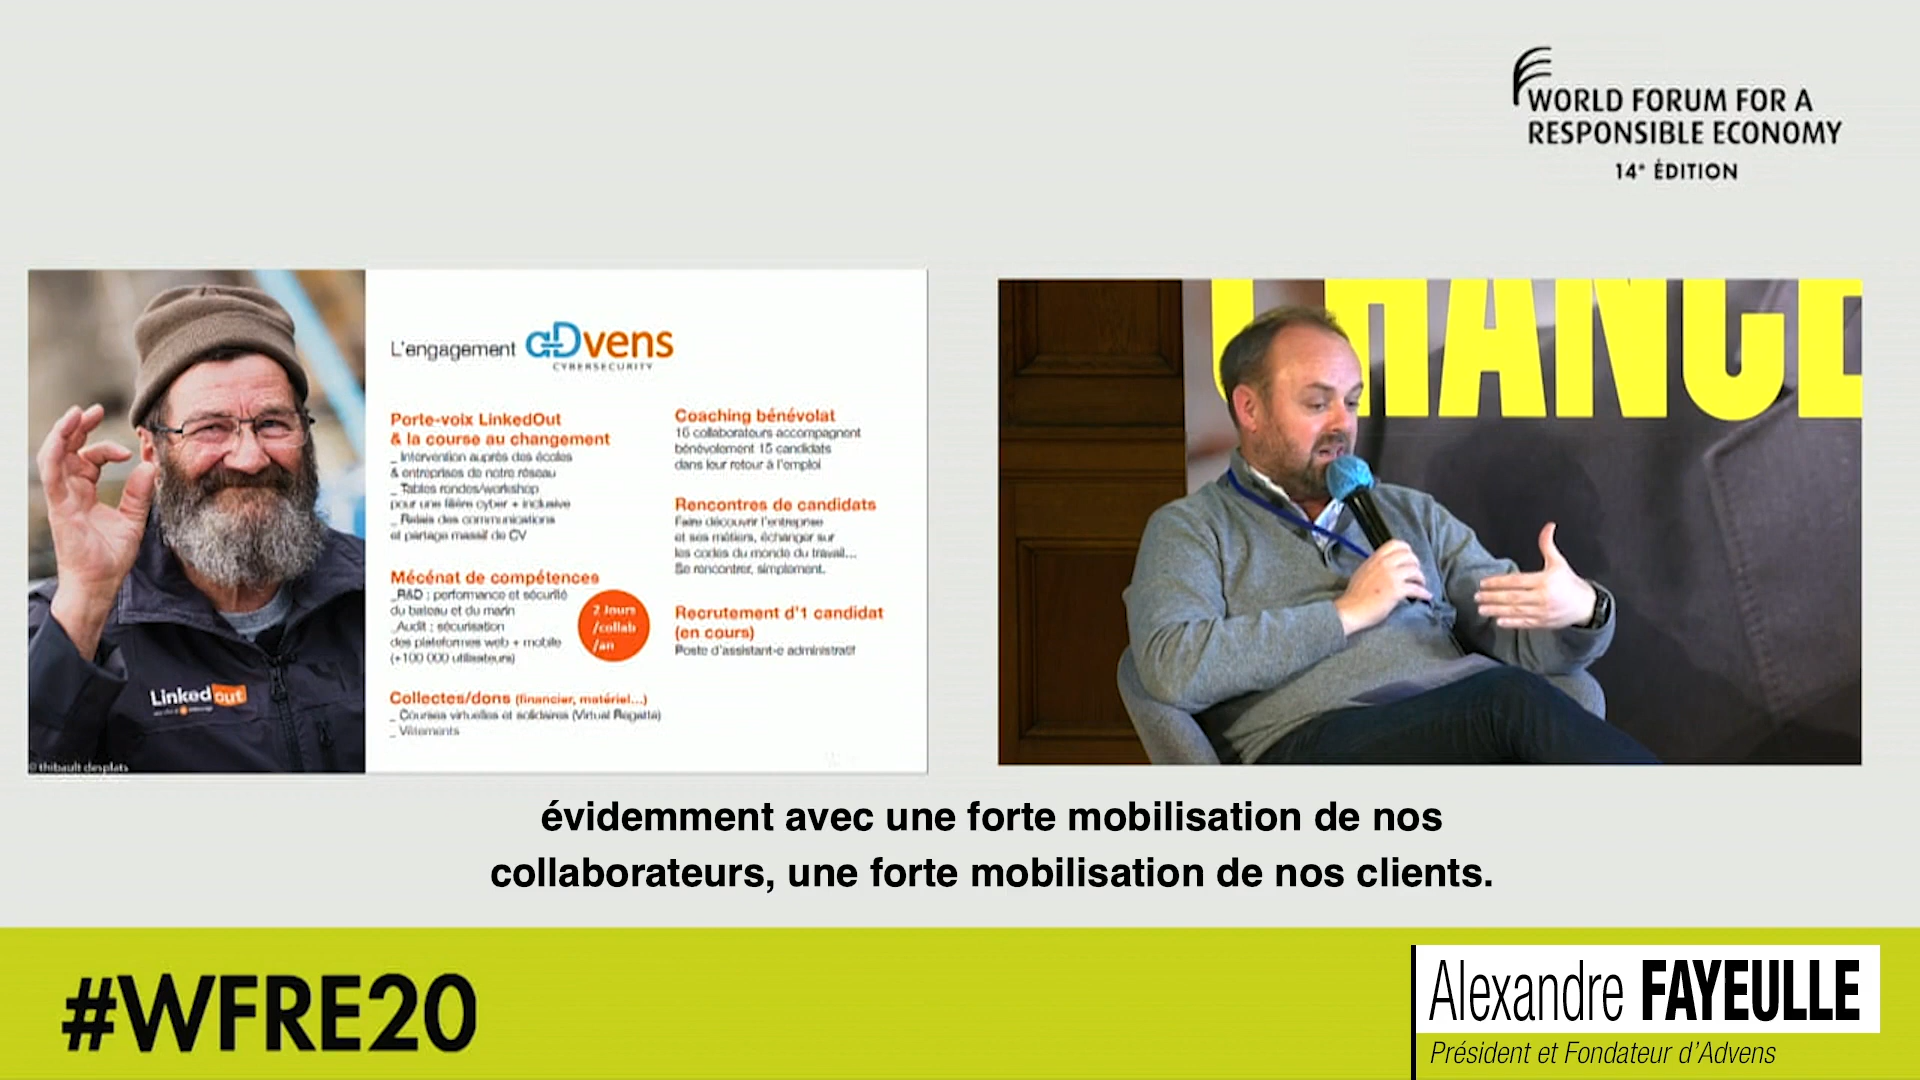 WORLD FORUM FOR A
RESPONSIBLE ECONOMY
14e ÉDITION
L'engagement aDvens
CYBERSECURITY
Porte-voix LinkedOut
& la course au changement
_ Intervention auprès des écoles
& entreprises de notre réseau
_ Tables rondes/workshop
pour une filière cyber + inclusive
_ Relais des communications
et partage massif de CV
Mécénat de compétences
_R&D : performance et sécurité
du bateau et du marin
_Audit : sécurisation
des plateformes web + mobile
(+100 000 utilisateurs)
2 Jours
/collab
/an
Collectes/dons (financier, matériel...)
_ Courses virtuelles et solidaires (Virtual Regatta)
_ Vêtements
Coaching bénévolat
16 collaborateurs accompagnent
bénévolement 15 candidats
dans leur retour à l'emploi
Rencontres de candidats
Faire découvrir l'entreprise
et ses métiers, échanger sur
les codes du monde du travail...
Se rencontrer, simplement.
Recrutement d'1 candidat
(en cours)
Poste d'assistant-e administratif
Linkedout
© thibault desplats
CHANCE
évidemment avec une forte mobilisation de nos
collaborateurs, une forte mobilisation de nos clients.
#WFRE20
Alexandre FAYEULLE
Président et Fondateur d'Advens